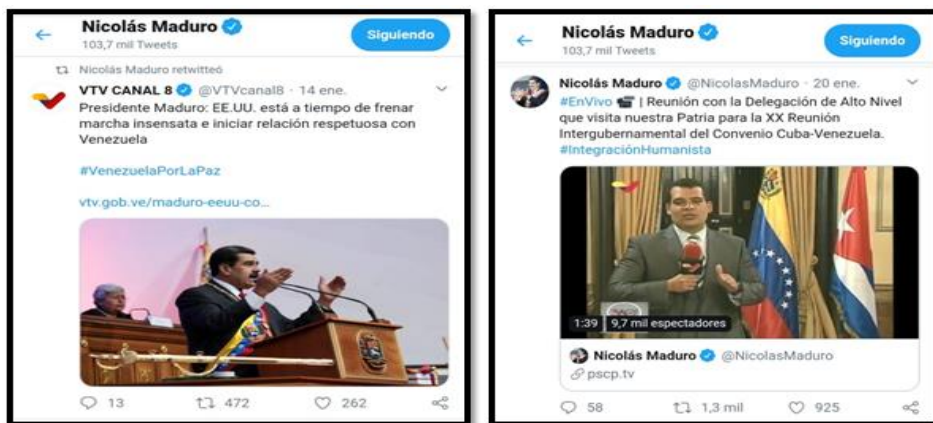 Nicolás Maduro
103,7 mil Tweets
Siguiendo
Nicolás Maduro retwitteó
VTV CANAL 8 @VTVcanal8 · 14 ene.
Presidente Maduro: EE.UU. está a tiempo de frenar
marcha insensata e iniciar relación respetuosa con
Venezuela
#VenezuelaPorLaPaz
vtv.gob.ve/maduro-eeuu-co...
13 472 262
Nicolás Maduro
103,7 mil Tweets
Siguiendo
Nicolás Maduro @NicolasMaduro · 20 ene.
#EnVivo | Reunión con la Delegación de Alto Nivel
que visita nuestra Patria para la XX Reunión
Intergubernamental del Convenio Cuba-Venezuela.
#IntegraciónHumanista
1:39 9,7 mil espectadores
Nicolás Maduro @NicolasMaduro
pscp.tv
58 1,3 mil 925